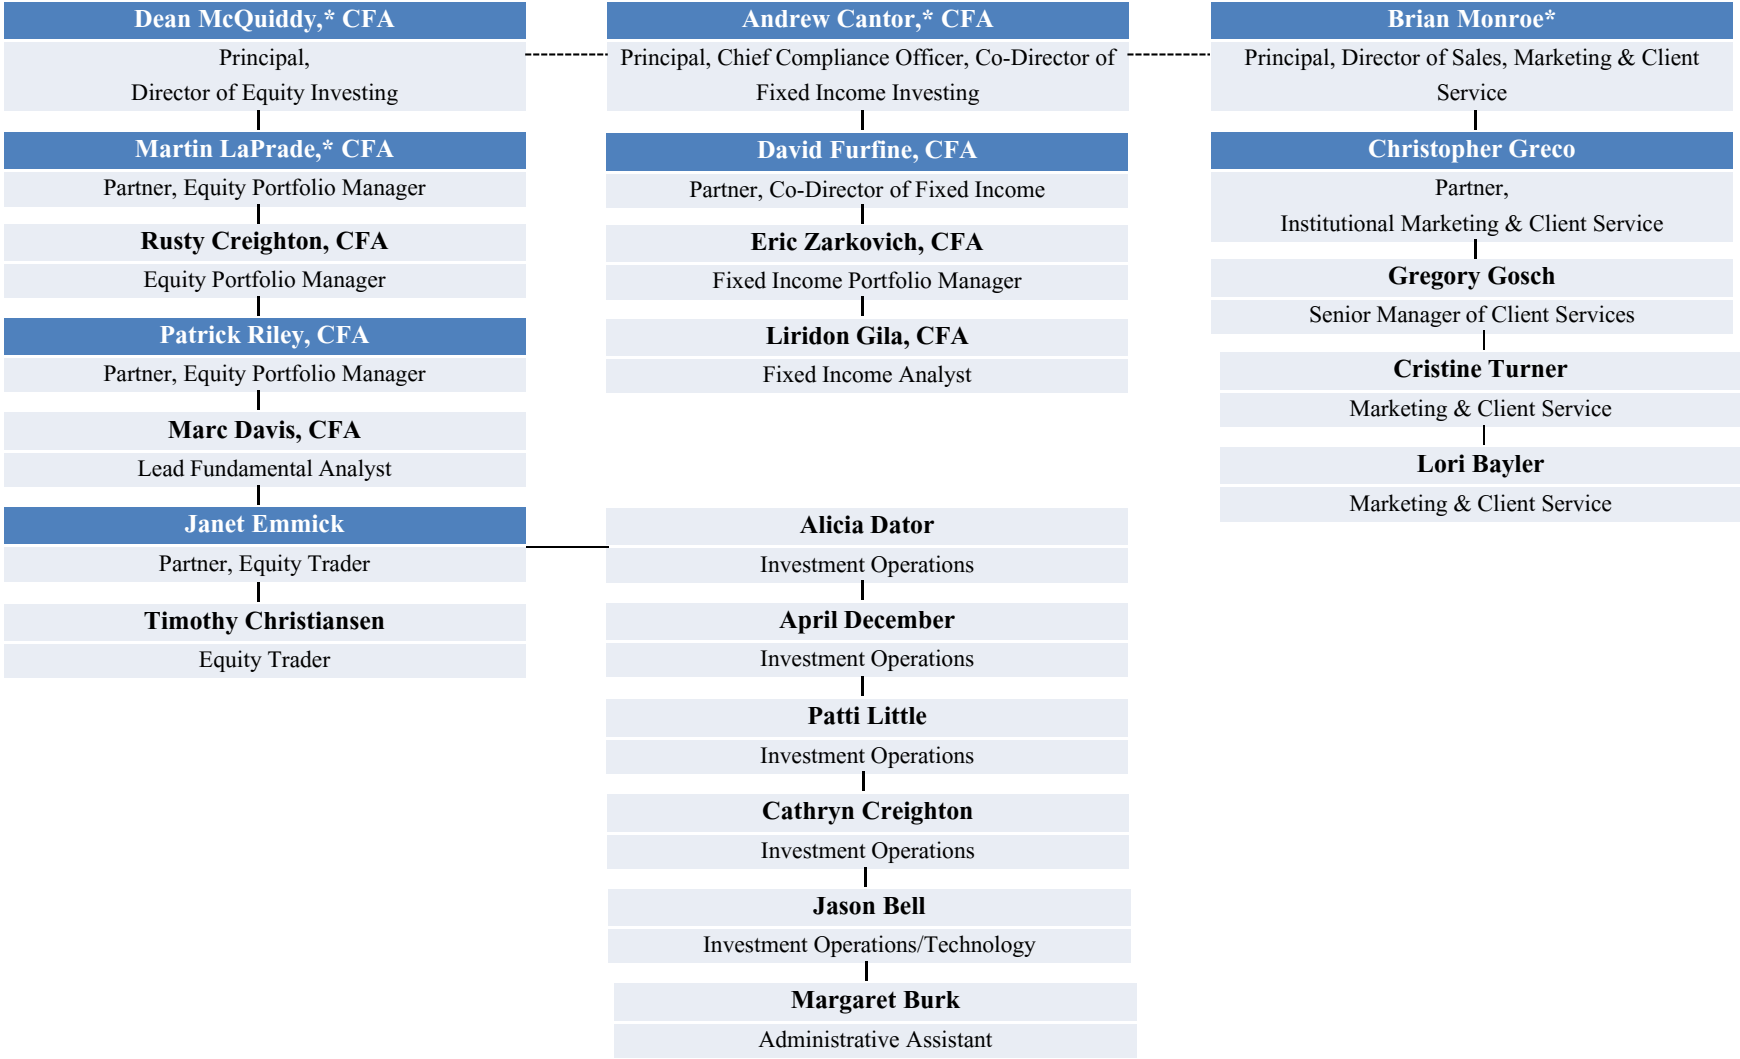 Dean McQuiddy,* CFA
Principal,
Director of Equity Investing
Martin LaPrade,* CFA
Partner, Equity Portfolio Manager
Rusty Creighton, CFA
Equity Portfolio Manager
Patrick Riley, CFA
Partner, Equity Portfolio Manager
Marc Davis, CFA
Lead Fundamental Analyst
Janet Emmick
Partner, Equity Trader
Timothy Christiansen
Equity Trader
Andrew Cantor,* CFA
Principal, Chief Compliance Officer, Co-Director of
Fixed Income Investing
David Furfine, CFA
Partner, Co-Director of Fixed Income
Eric Zarkovich, CFA
Fixed Income Portfolio Manager
Liridon Gila, CFA
Fixed Income Analyst
Alicia Dator
Investment Operations
April December
Investment Operations
Patti Little
Investment Operations
Cathryn Creighton
Investment Operations
Jason Bell
Investment Operations/Technology
Margaret Burk
Administrative Assistant
Brian Monroe*
Principal, Director of Sales, Marketing & Client
Service
Christopher Greco
Partner,
Institutional Marketing & Client Service
Gregory Gosch
Senior Manager of Client Services
Cristine Turner
Marketing & Client Service
Lori Bayler
Marketing & Client Service